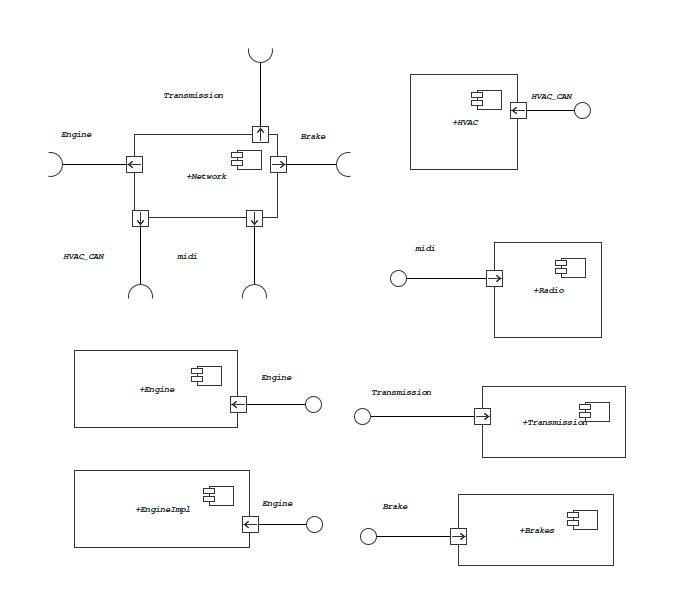 Transmission
HVAC_CAN
+HVAC
Engine
Brake
+Network
HVAC_CAN
midi
midi
+Radio
Engine
+Engine
Transmission
+Transmission
Engine
+EngineImpl
Brake
+Brakes